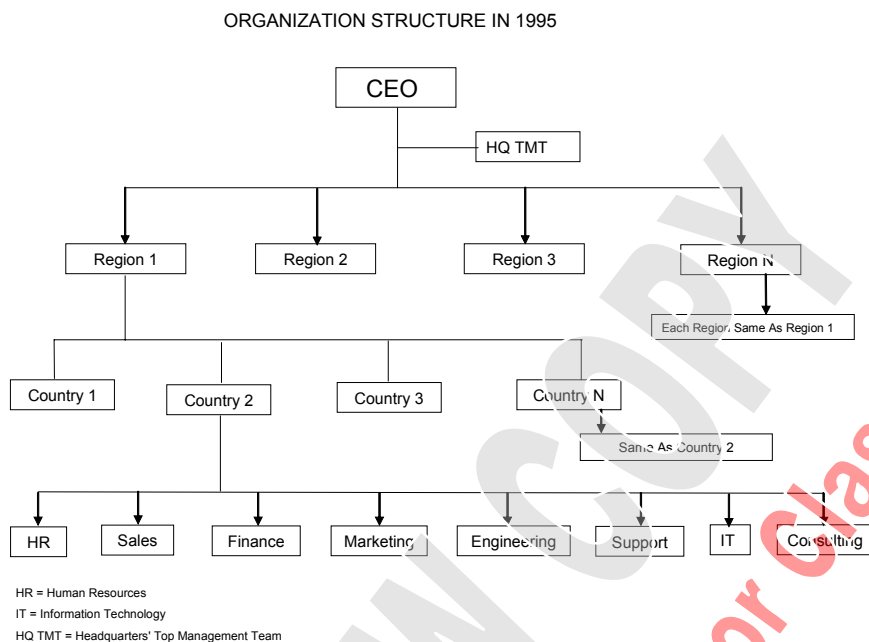 ORGANIZATION STRUCTURE IN 1995
CEO
HQ TMT
Region 1 Region 2 Region 3 Region N
Each Region Same As Region 1
Country 1 Country 2 Country 3 Country N
Same As Country 2
HR Sales Finance Marketing Engineering Support IT Consulting
HR = Human Resources
IT = Information Technology
HQ TMT = Headquarters' Top Management Team
COPY